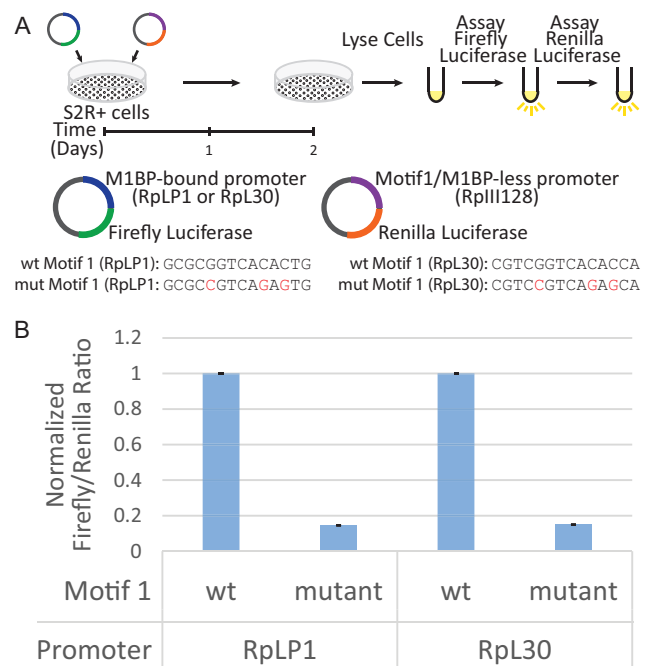 A
Lyse Cells
Assay
Firefly
Luciferase
Assay
Renilla
Luciferase
S2R+ cells
Time
(Days)
1
2
M1BP-bound promoter
(RpLP1 or RpL30)
Firefly Luciferase
Motif1/M1BP-less promoter
(RpIII128)
Renilla Luciferase
wt Motif 1 (RpLP1): GCGCGGTCACACTG
mut Motif 1 (RpLP1: GCGCCGTCAGAGTG
wt Motif 1 (RpL30): CGTCGGTCACACCA
mut Motif 1 (RpL30): CGTCCGTCAGAGCA
B
Normalized
Firefly/Renilla Ratio
1.2
1
0.8
0.6
0.4
0.2
0
Motif 1 wt mutant wt mutant
Promoter RpLP1 RpL30